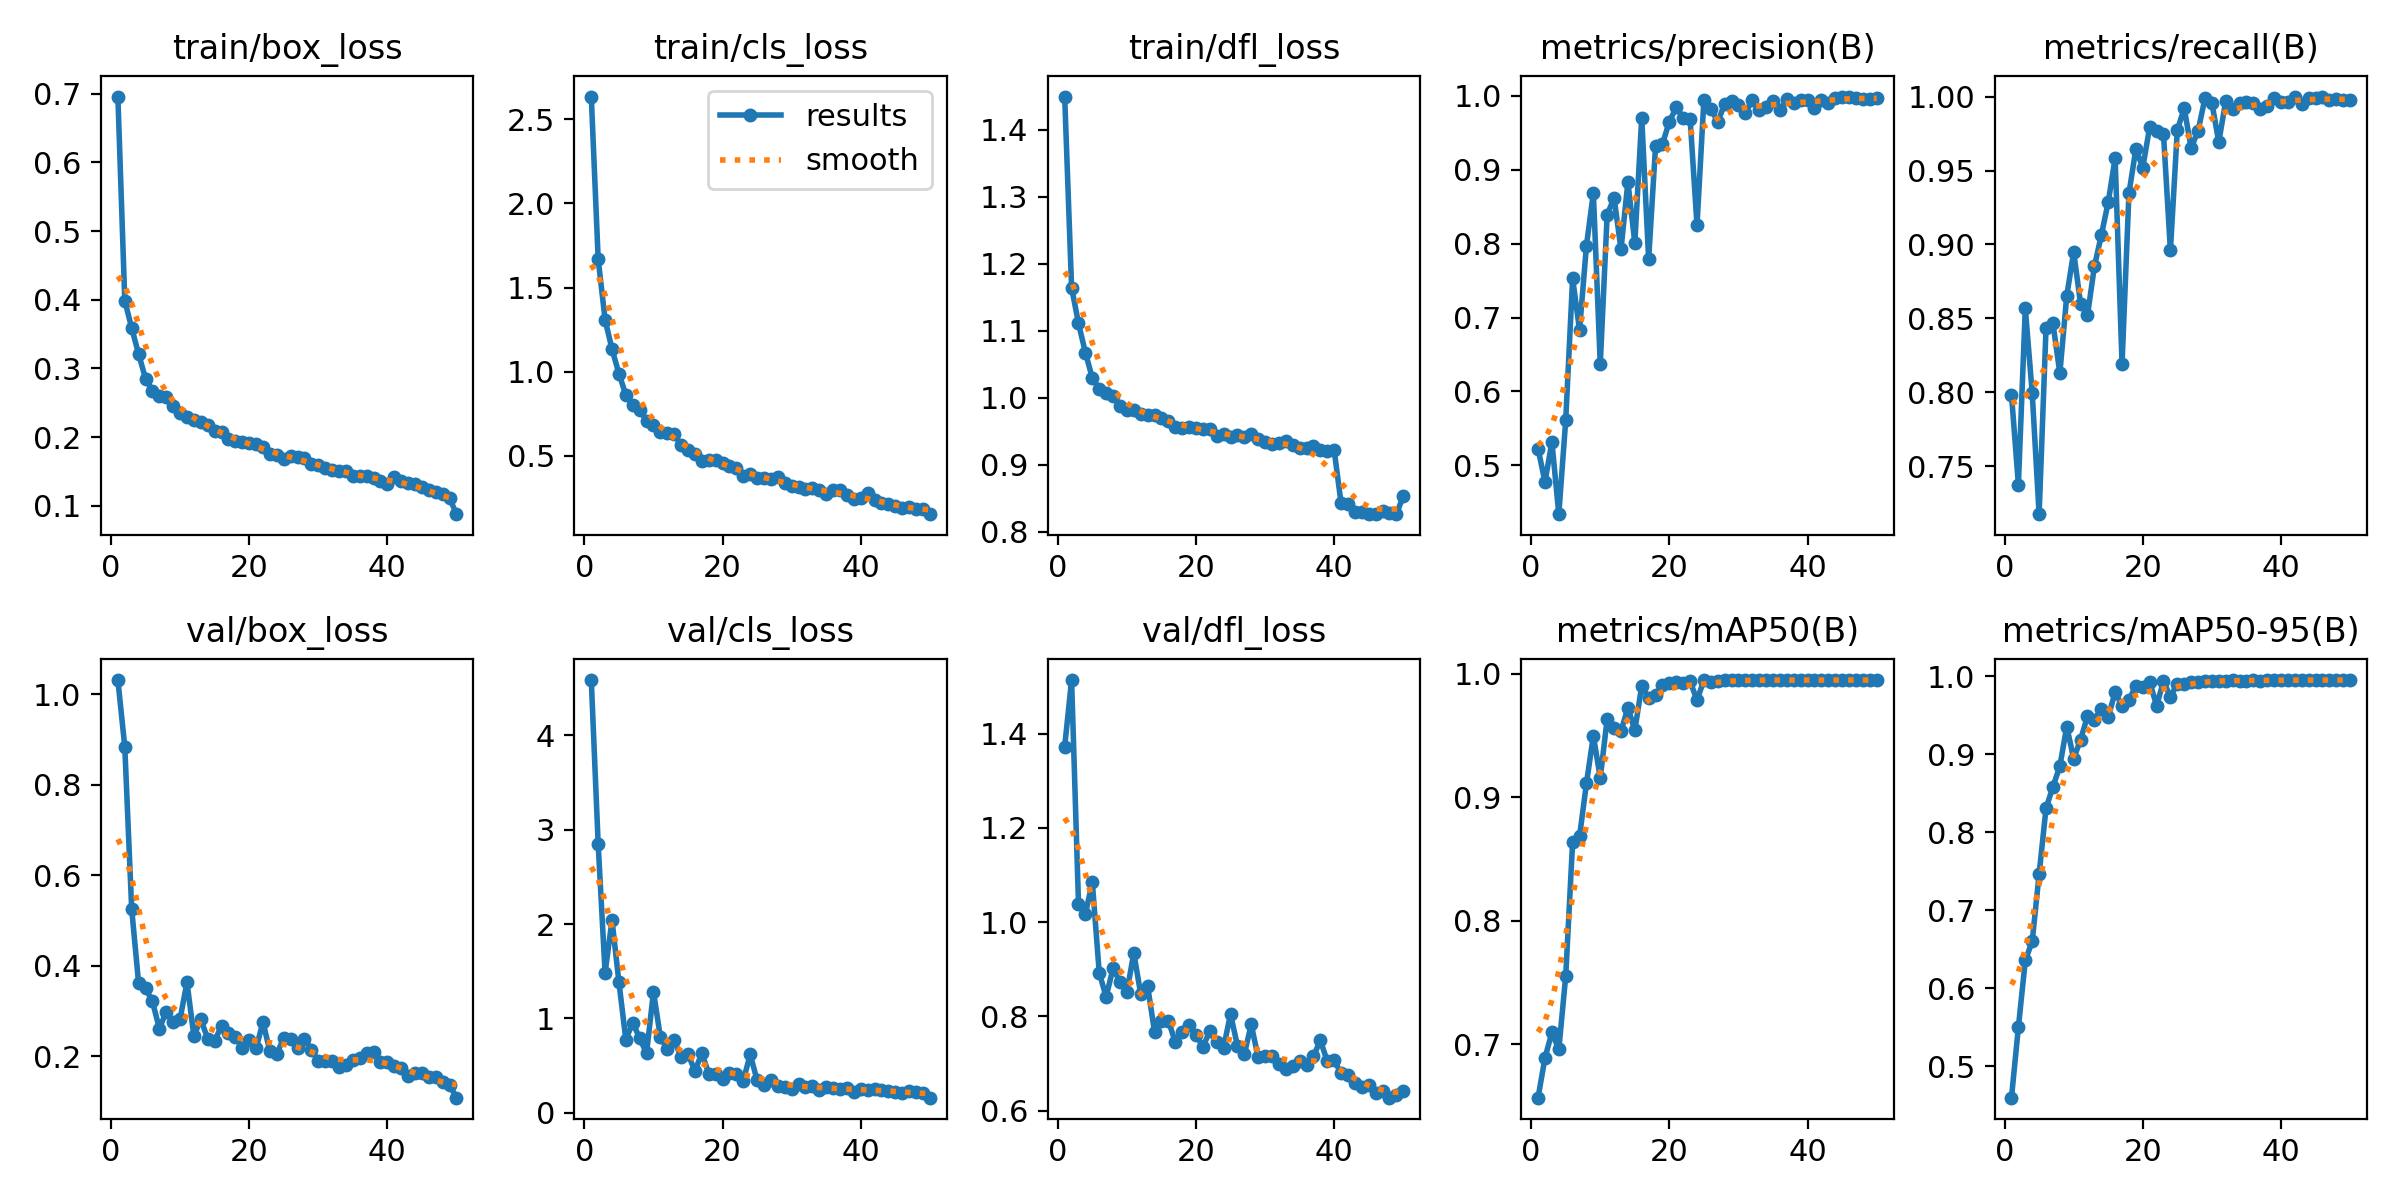 train/box_loss
0.7
0.6
0.5
0.4
0.3
0.2
0.1
0 20 40
train/cls_loss
results
smooth
2.5
2.0
1.5
1.0
0.5
0 20 40
train/dfl_loss
1.4
1.3
1.2
1.1
1.0
0.9
0.8
0 20 40
metrics/precision(B)
1.0
0.9
0.8
0.7
0.6
0.5
0 20 40
metrics/recall(B)
1.00
0.95
0.90
0.85
0.80
0.75
0 20 40
val/box_loss
1.0
0.8
0.6
0.4
0.2
0 20 40
val/cls_loss
4
3
2
1
0
0 20 40
val/dfl_loss
1.4
1.2
1.0
0.8
0.6
0 20 40
metrics/mAP50(B)
1.0
0.9
0.8
0.7
0 20 40
metrics/mAP50-95(B)
1.0
0.9
0.8
0.7
0.6
0.5
0 20 40